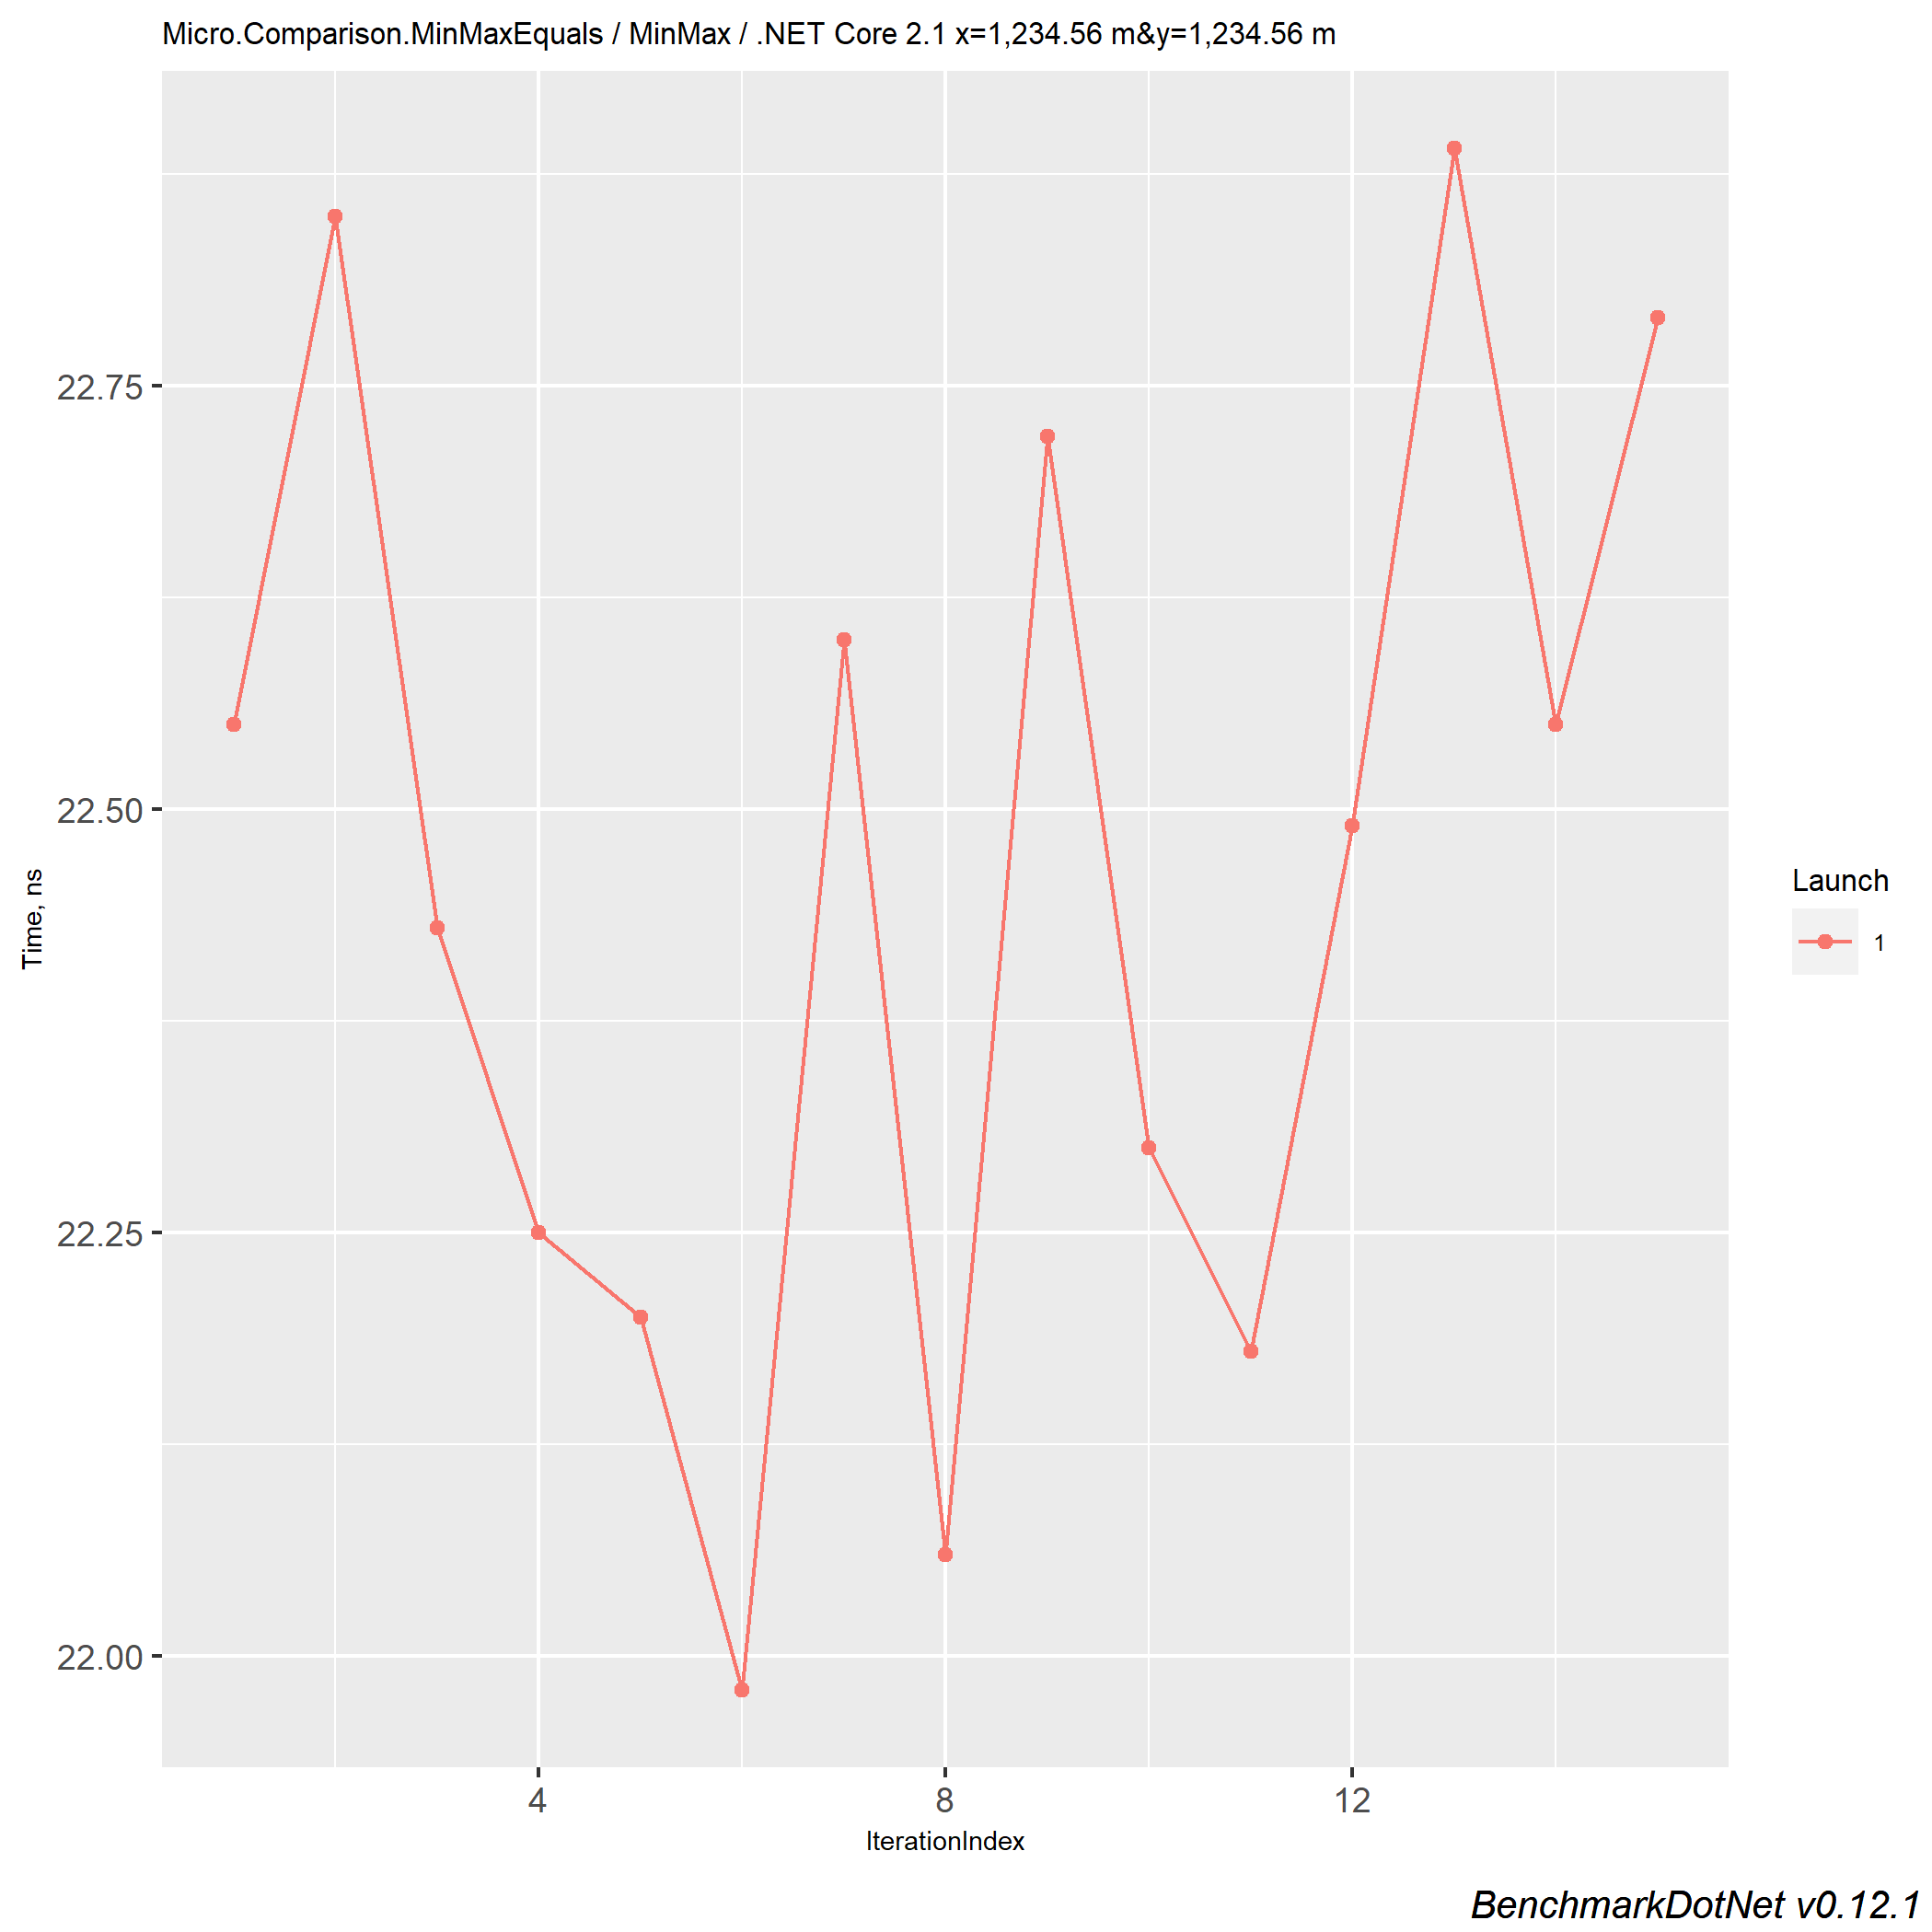 Micro.Comparison.MinMaxEquals / MinMax / .NET Core 2.1 x=1,234.56 m&y=1,234.56 m
22.75
22.50
22.25
22.00
Time, ns
4
8
12
IterationIndex
Launch
1
BenchmarkDotNet v0.12.1